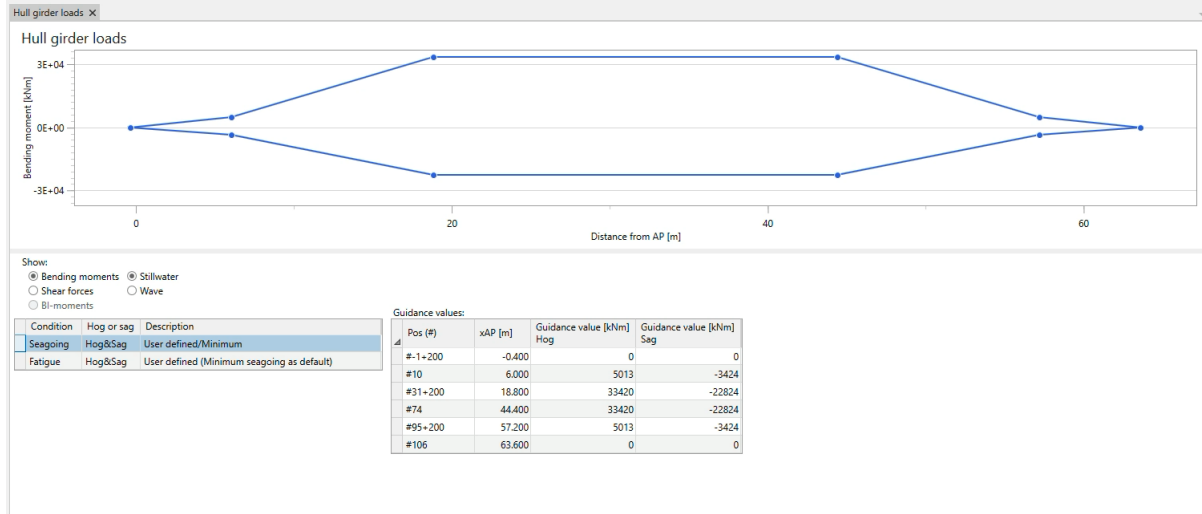 Hull girder loads ×
Hull girder loads
Bending moment [kNm]
3E+04
0E+00
-3E+04
0 20 40 60
Distance from AP [m]
Show:
Bending moments Stillwater
Shear forces Wave
BI-moments
Condition Hog or sag Description
Seagoing Hog&Sag User defined/Minimum
Fatigue Hog&Sag User defined (Minimum seagoing as default)
Guidance values:
Pos (#) xAP [m] Guidance value [kNm] Hog Guidance value [kNm] Sag
#-1+200 -0.400 0 0
#10 6.000 5013 -3424
#31+200 18.800 33420 -22824
#74 44.400 33420 -22824
#95+200 57.200 5013 -3424
#106 63.600 0 0